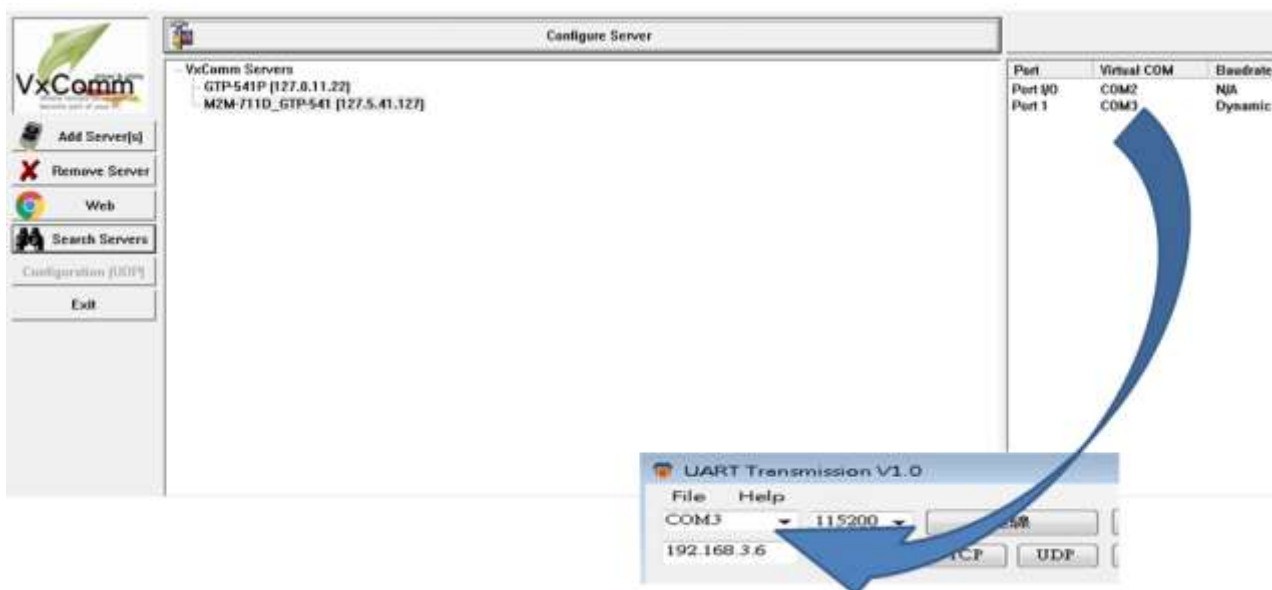 Configure Server
VxComm
Add Server(s)
Remove Server
Web
Search Servers
Configuration (UDP)
Exit
VxComm Servers
GTP-541P (127.0.11.22)
M2M-711D_GTP-541 (127.5.41.127)
Port Virtual COM Baudrate
Port I/O COM2 N/A
Port 1 COM3 Dynamic
UART Transmission V1.0
File Help
COM3 115200
192.168.3.6 UDP